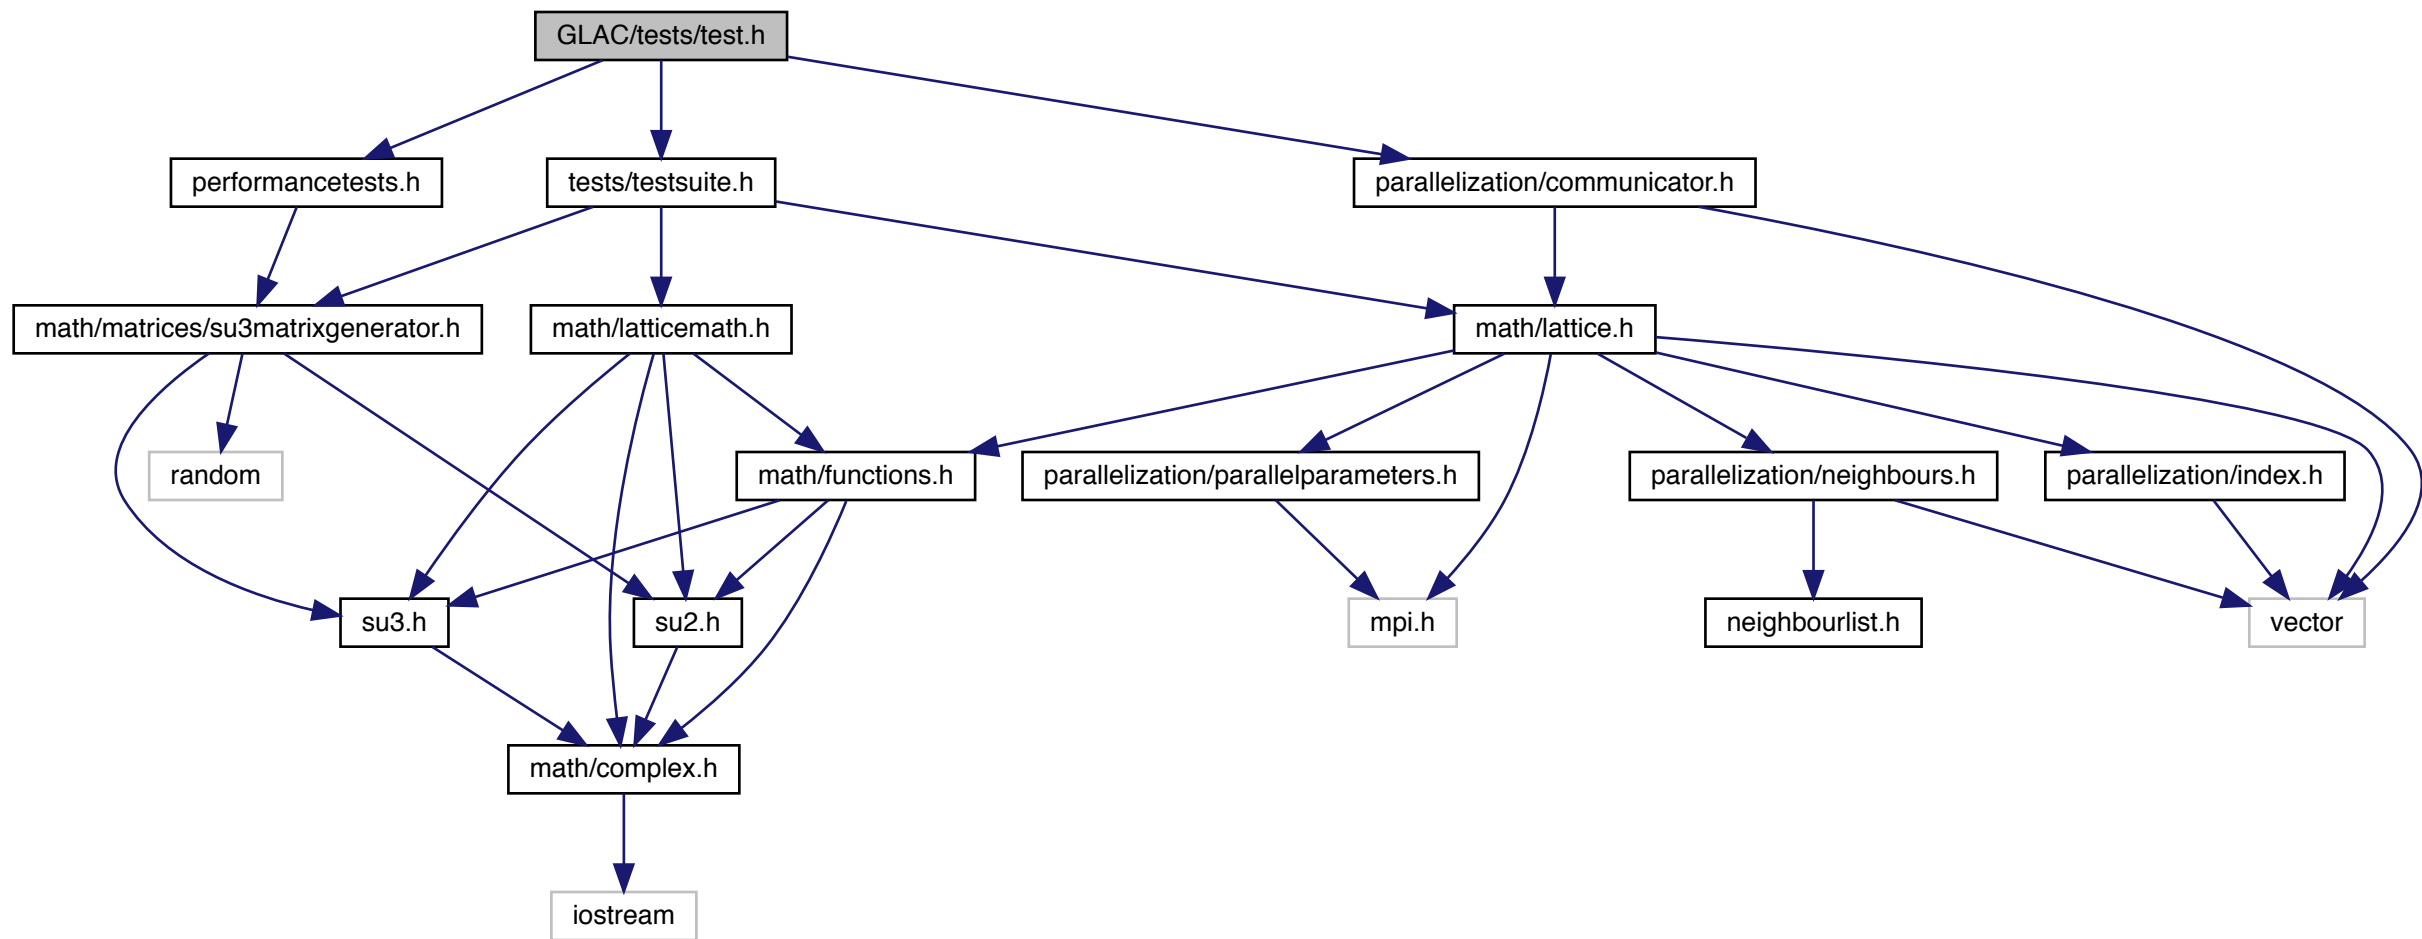 GLAC/tests/test.h
performancetests.h
tests/testsuite.h
parallelization/communicator.h
math/matrices/su3matrixgenerator.h
math/latticemath.h
math/lattice.h
random
math/functions.h
parallelization/parallelparameters.h
parallelization/neighbours.h
parallelization/index.h
su3.h
su2.h
mpi.h
neighbourlist.h
vector
math/complex.h
iostream